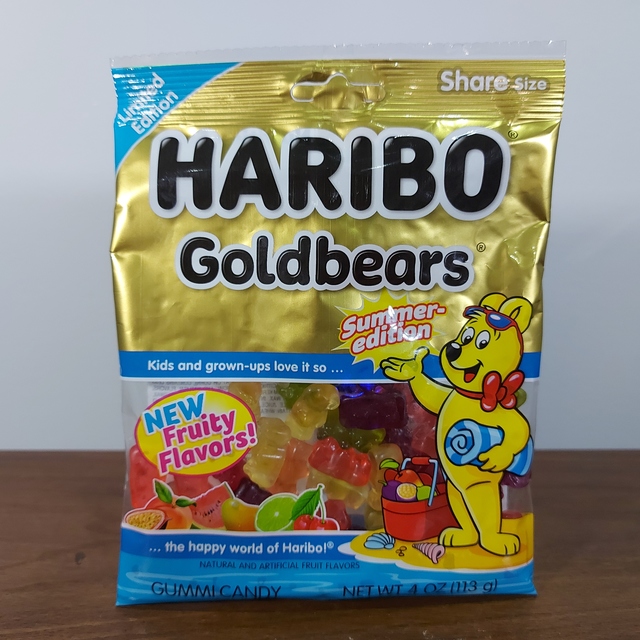 Limited
Edition
Share Size
HARIBO
Goldbears®
Summer-
edition
Kids and grown-ups love it so ...
NEW
Fruity
Flavors!
... the happy world of Haribo!®
NATURAL AND ARTIFICIAL FRUIT FLAVORS
GUMMI CANDY NET WT. 4 OZ (113 g)